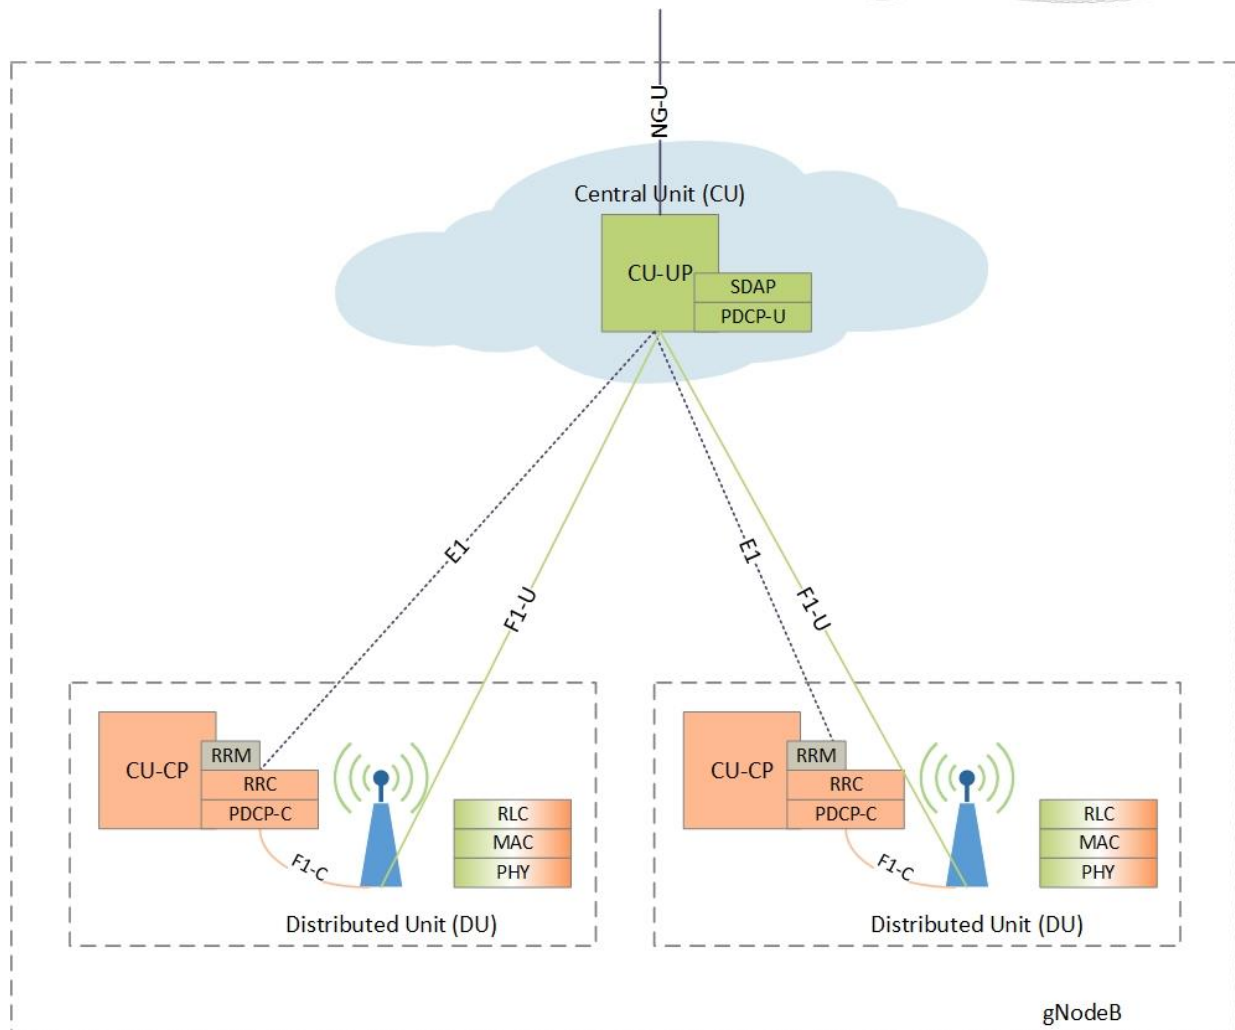 NG-U
Central Unit (CU)
CU-UP
SDAP
PDCP-U
E1
F1-U
E1
F1-U
CU-CP
RRM
RRC
PDCP-C
F1-C
RLC
MAC
PHY
Distributed Unit (DU)
CU-CP
RRM
RRC
PDCP-C
F1-C
RLC
MAC
PHY
Distributed Unit (DU)
gNodeB